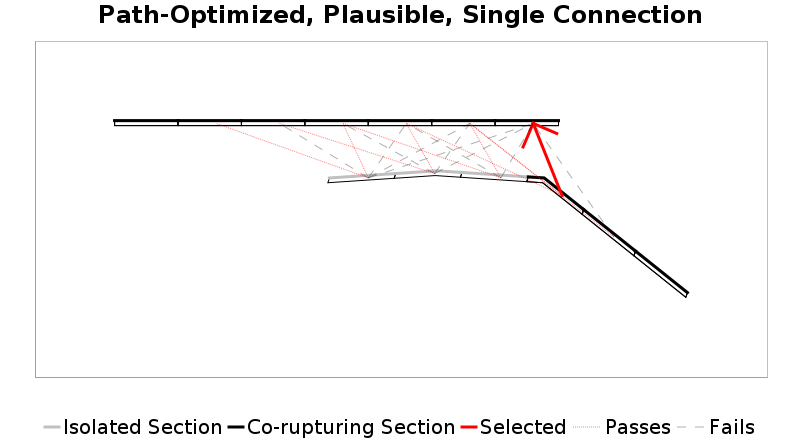 Path-Optimized, Plausible, Single Connection
Isolated Section Co-rupturing Section Selected Passes Fails